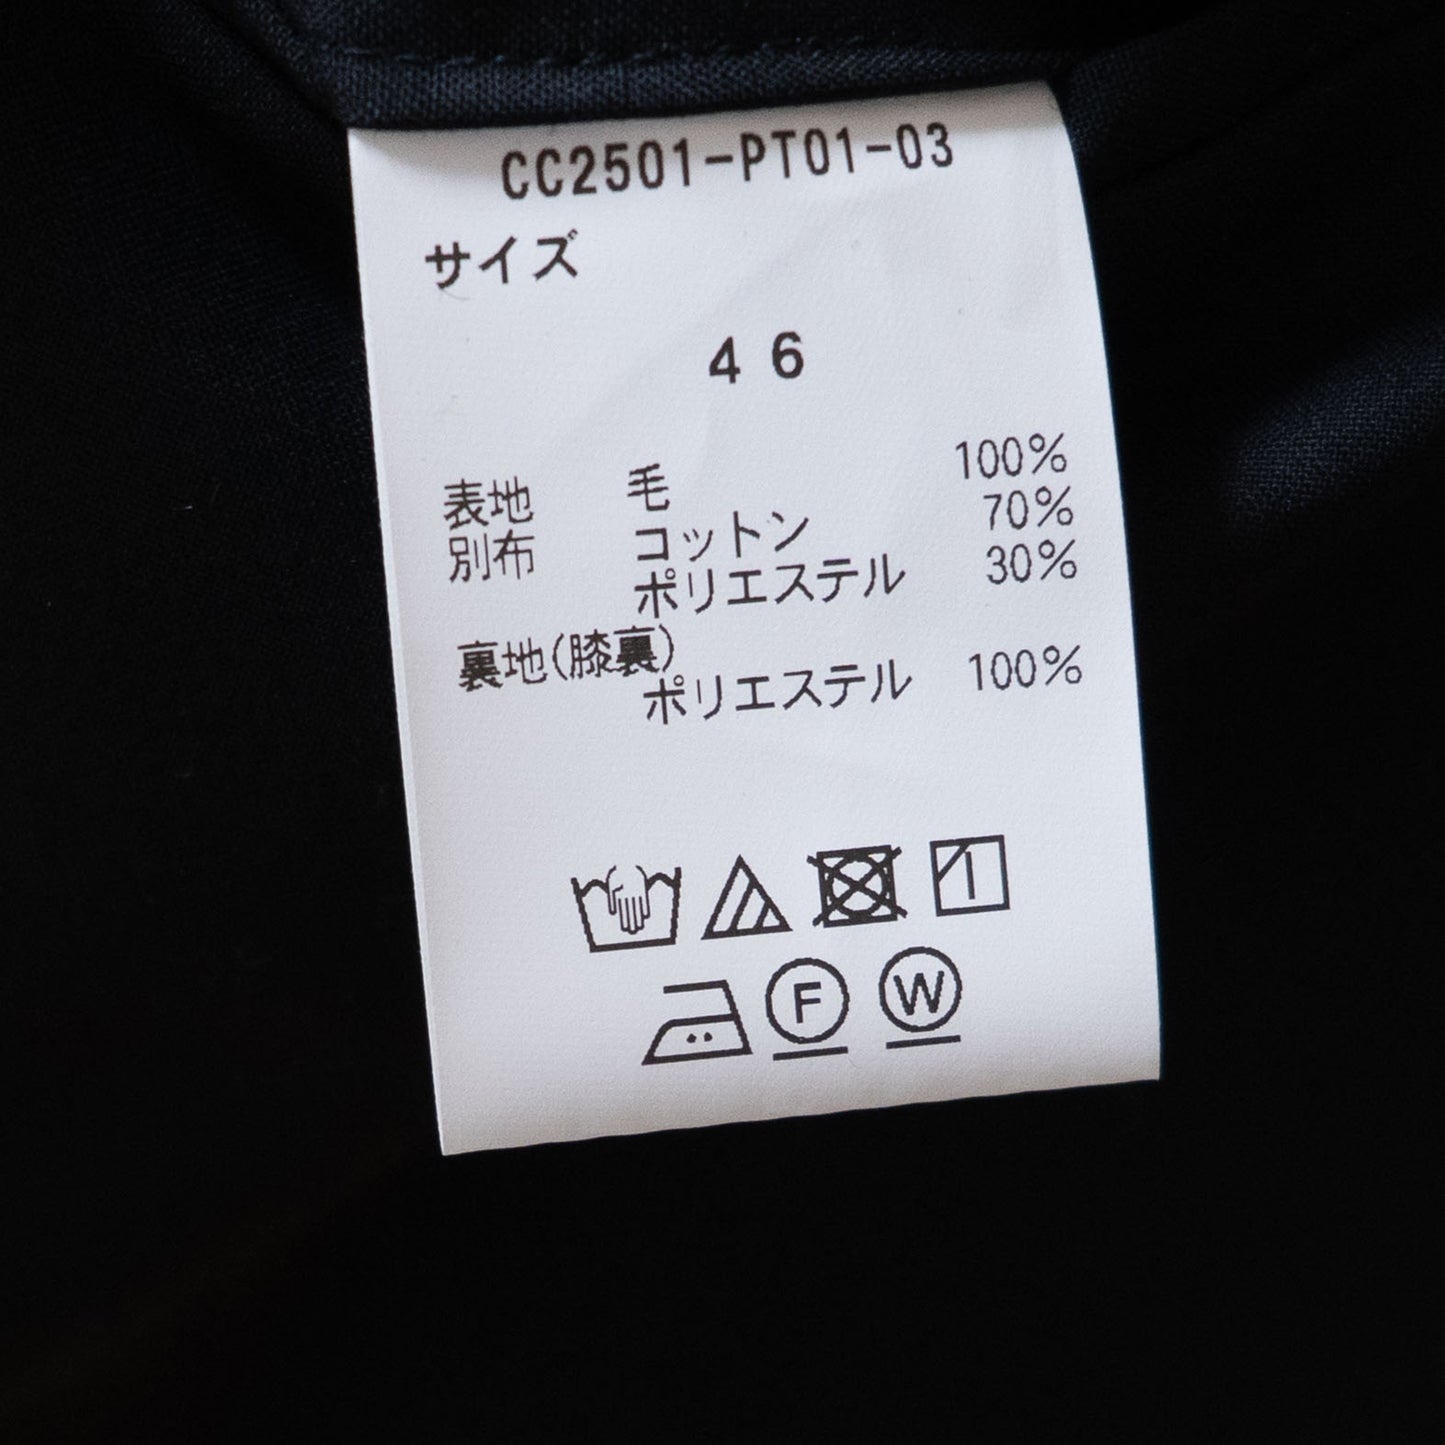 CC2501-PT01-03
サイズ
46
表地 毛 100%
別布 コットン 70%
ポリエステル 30%
裏地(膝裏)
ポリエステル 100%
F W